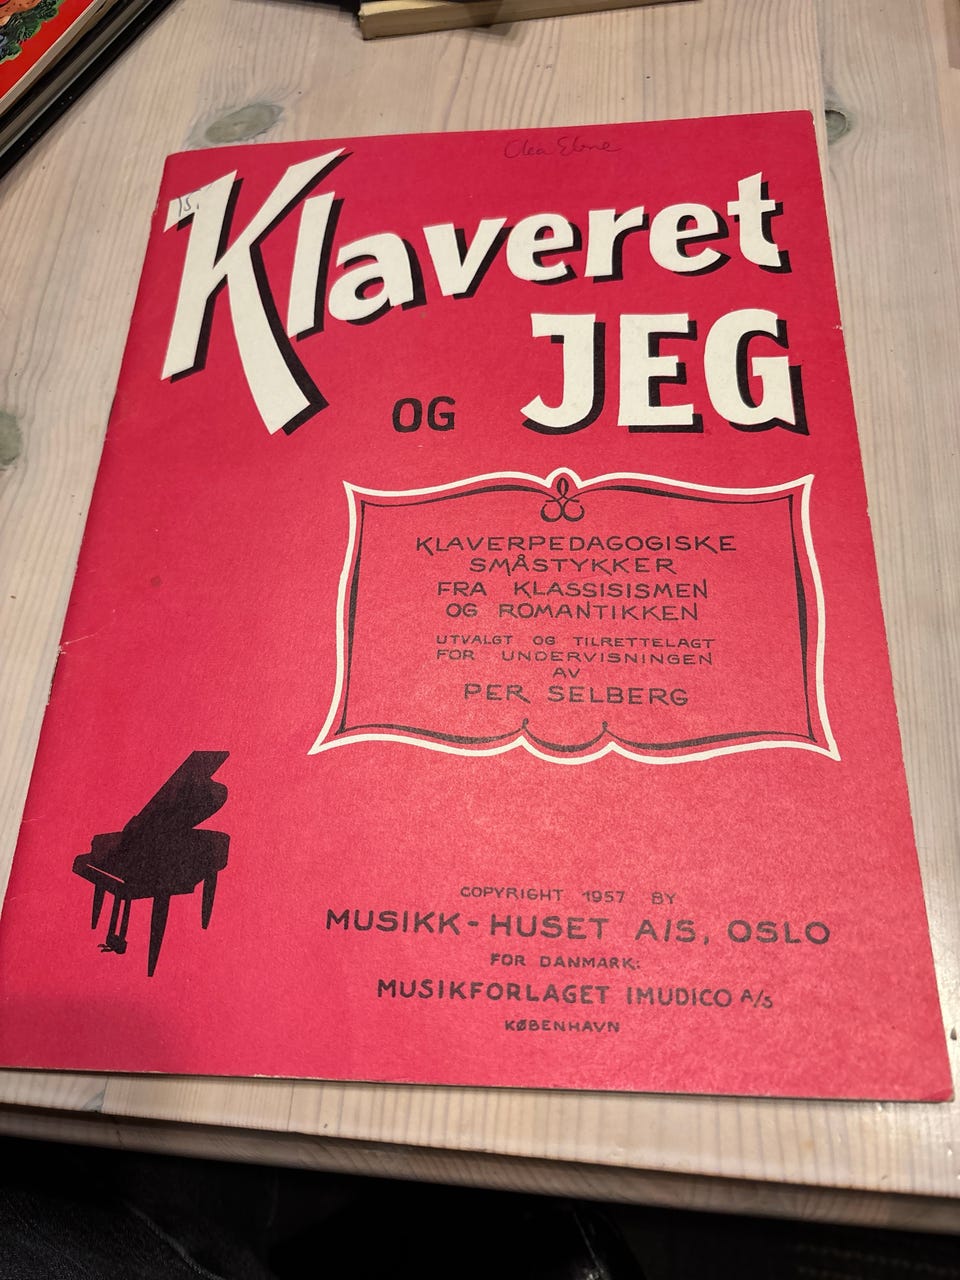 15.
Klaveret
OG JEG
KLAVERPEDAGOGISKE
SMÅSTYKKER
FRA KLASSISISMEN
OG ROMANTIKKEN
UTVALGT OG TILRETTELAGT
FOR UNDERVISNINGEN
AV
PER SELBERG
COPYRIGHT 1957 BY
MUSIKK-HUSET A/S, OSLO
FOR DANMARK:
MUSIKFORLAGET IMUDICO A/S
KØBENHAVN